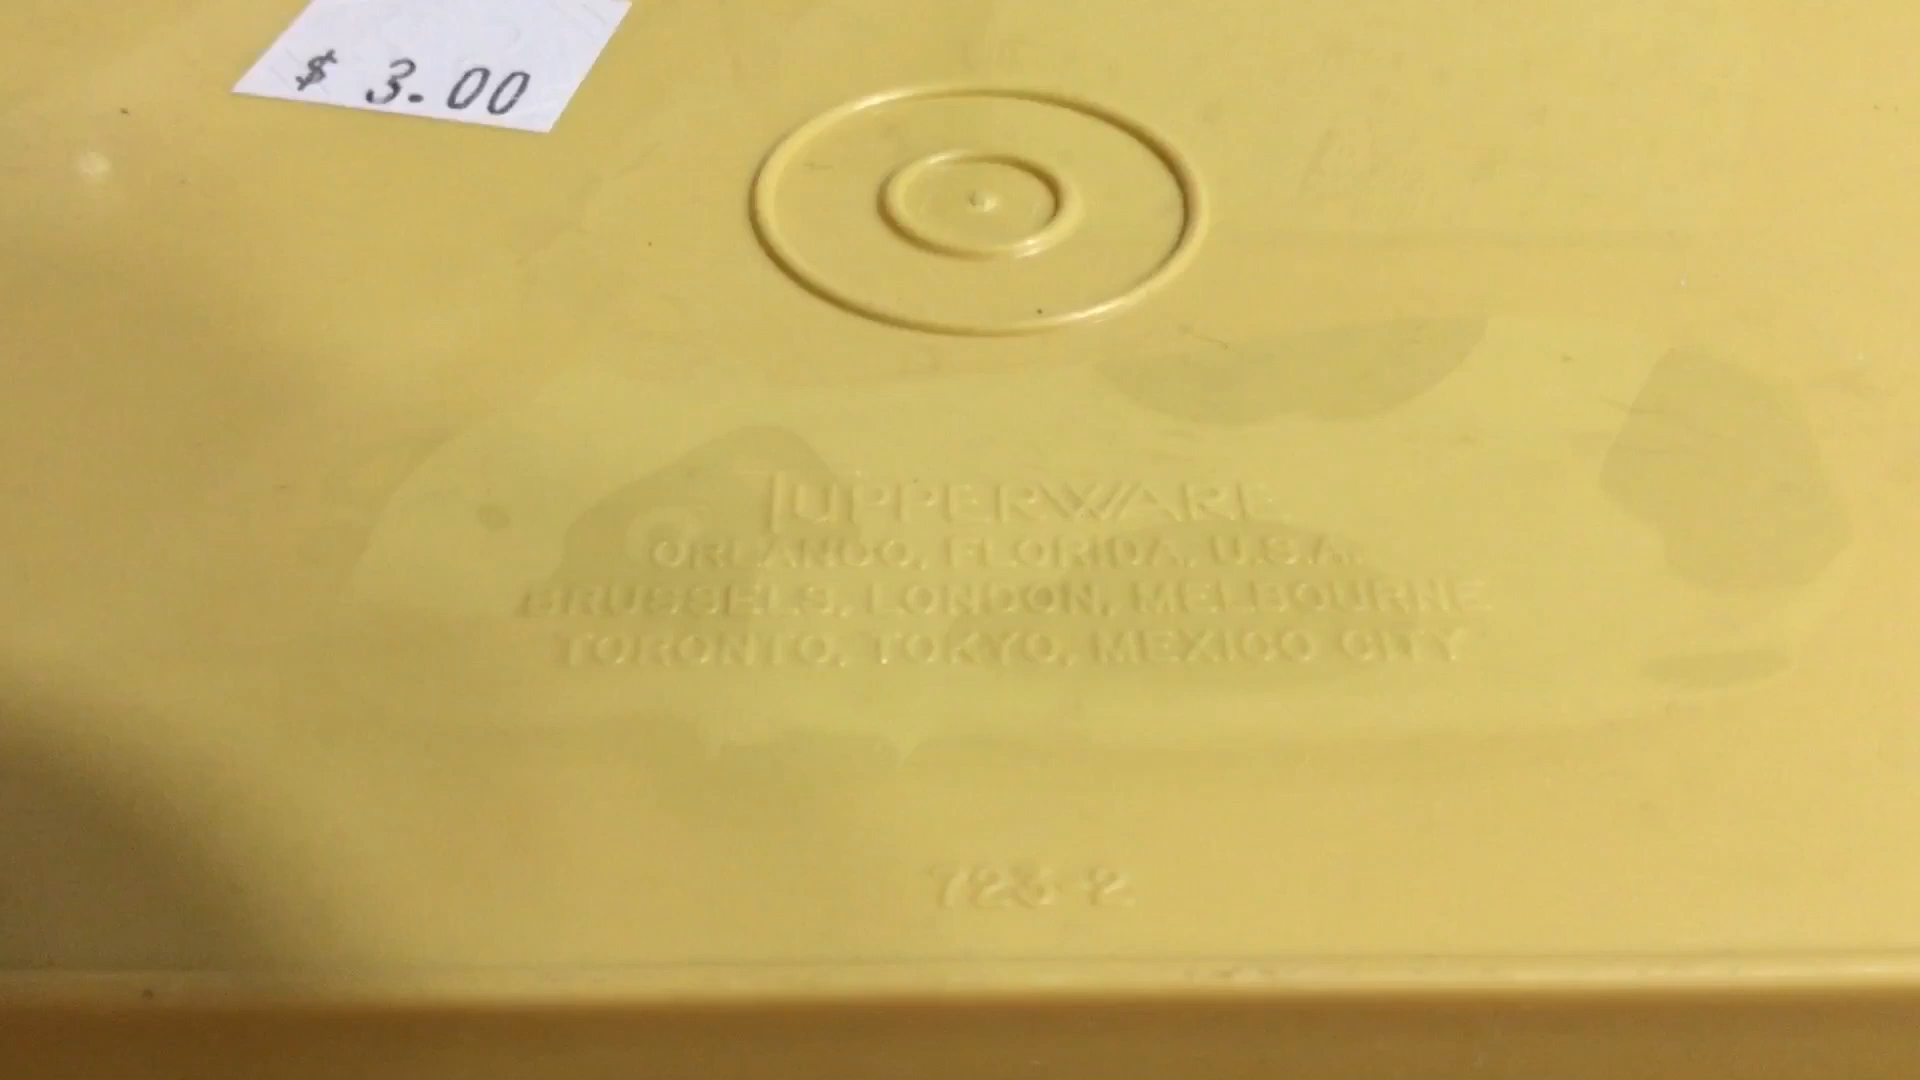 $ 3.00
TUPPERWARE
ORLANDO, FLORIDA, U.S.A.
BRUSSELS, LONDON, MELBOURNE
TORONTO, TOKYO, MEXICO CITY
723-2